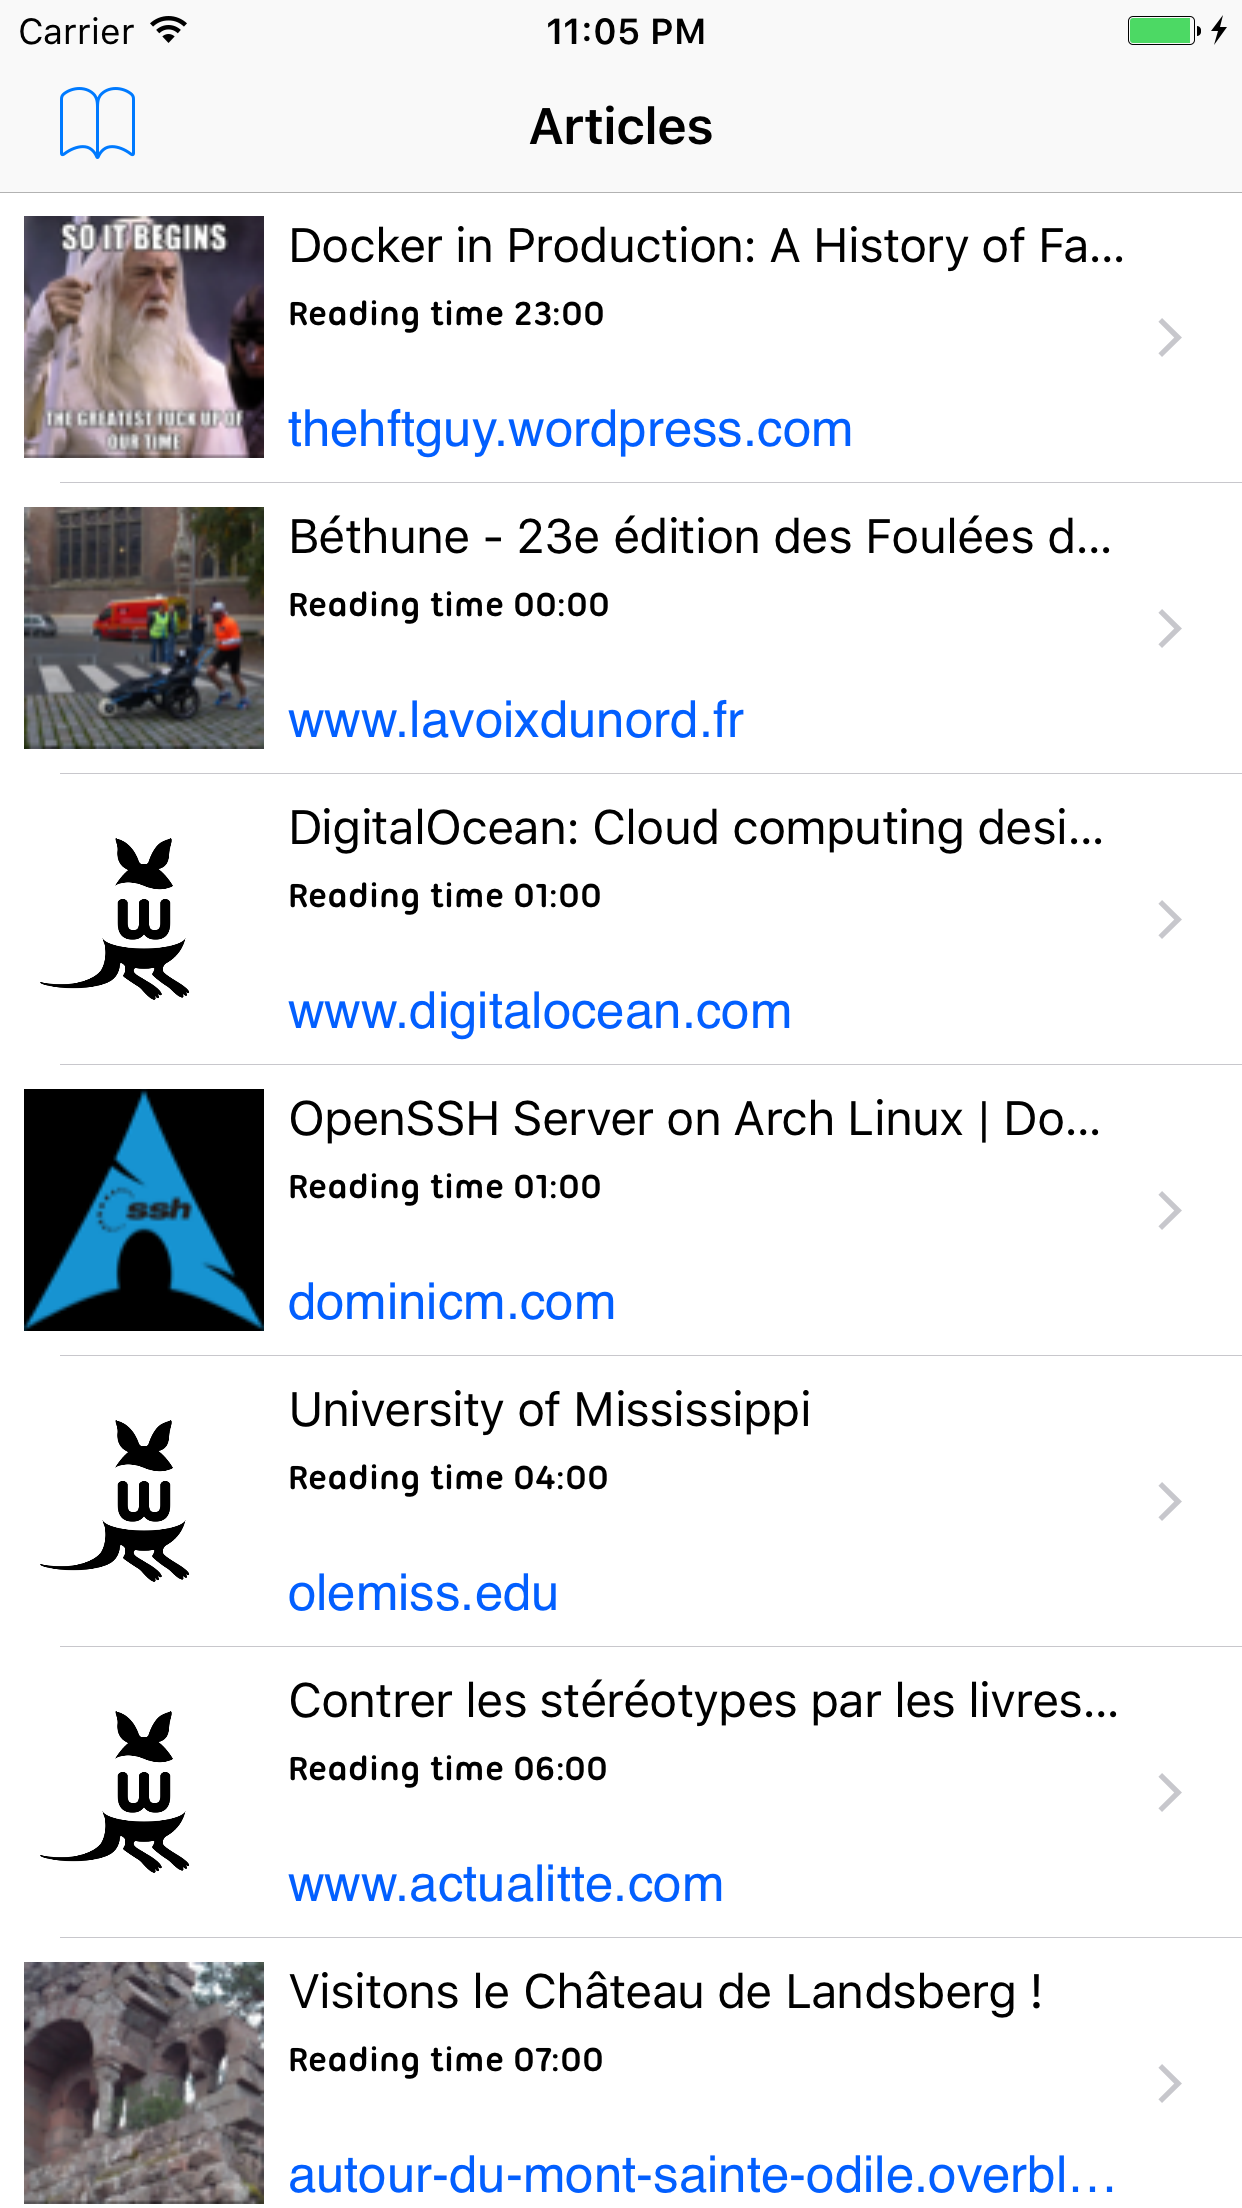 Carrier 11:05 PM
Articles
SO IT BEGINS
THE GREATEST FUCK UP OF
OUR TIME
Docker in Production: A History of Fa...
Reading time 23:00
thehftguy.wordpress.com
Béthune - 23e édition des Foulées d...
Reading time 00:00
www.lavoixdunord.fr
W
DigitalOcean: Cloud computing desi...
Reading time 01:00
www.digitalocean.com
ssh
OpenSSH Server on Arch Linux | Do...
Reading time 01:00
dominicm.com
W
University of Mississippi
Reading time 04:00
olemiss.edu
W
Contrer les stéréotypes par les livres...
Reading time 06:00
www.actualitte.com
Visitons le Château de Landsberg !
Reading time 07:00
autour-du-mont-sainte-odile.overbl...